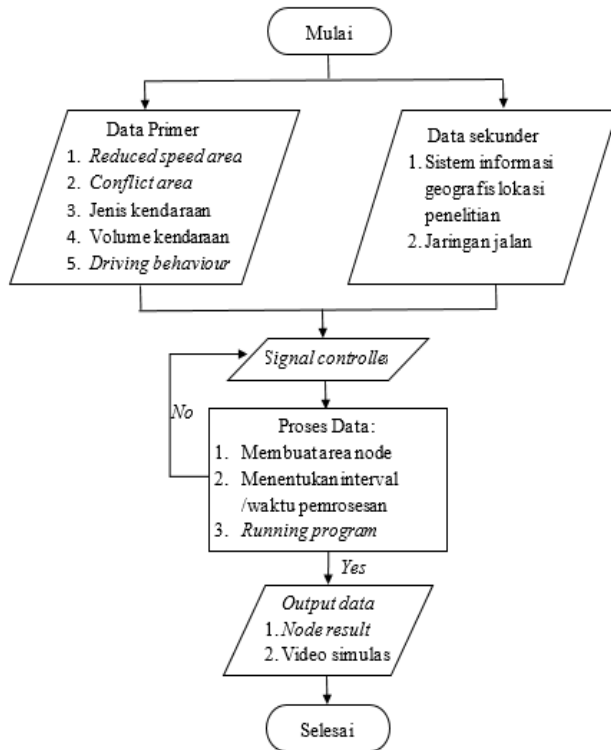 Mulai
Data Primer
1. Reduced speed area
2. Conflict area
3. Jenis kendaraan
4. Volume kendaraan
5. Driving behaviour
Data sekunder
1. Sistem informasi
geografis lokasi
penelitian
2. Jaringan jalan
Signal controlle
No
Proses Data:
1. Membuat area node
2. Menentukan interval
/waktu pemrosesan
3. Running program
Yes
Output data
1. Node result
2. Video simulas
Selesai